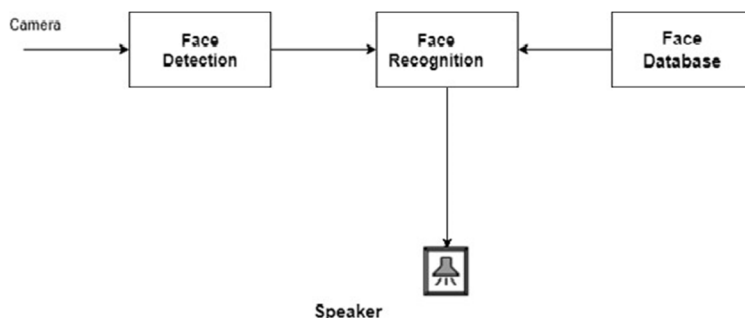 Camera
Face
Detection
Face
Recognition
Face
Database
Speaker